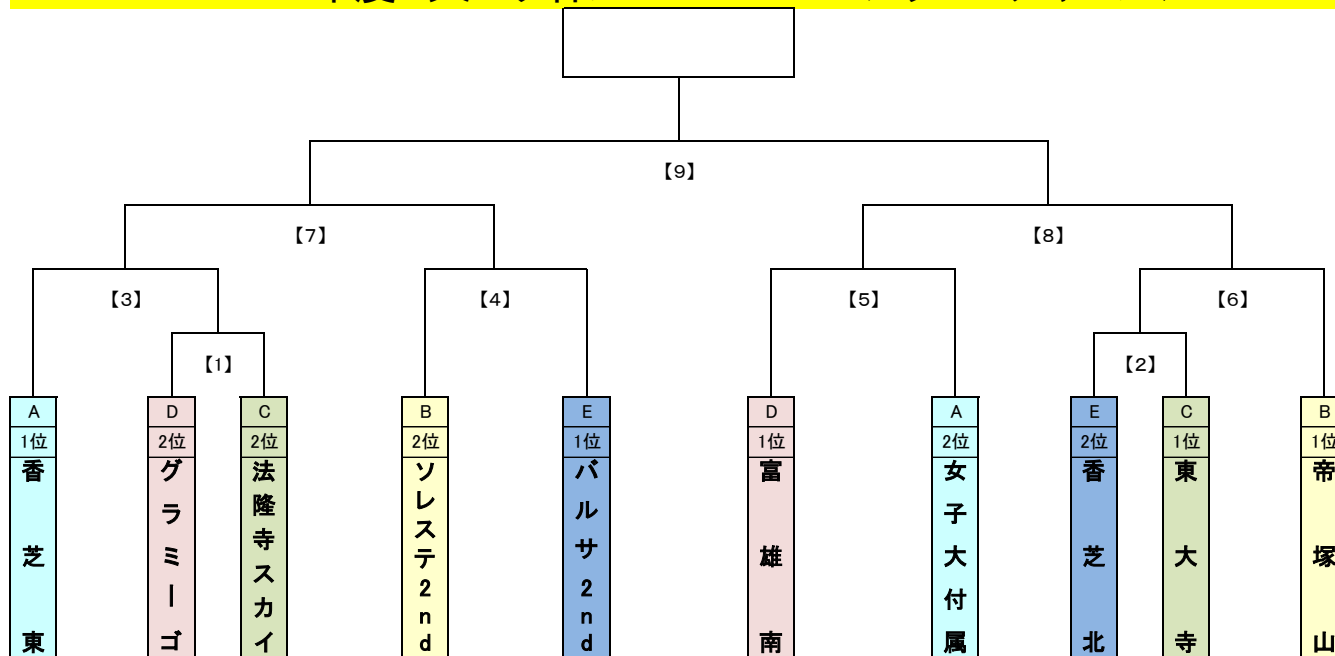 【9】
【7】
【8】
【3】
【4】
【5】
【6】
【1】
【2】
A
1位
香芝東
D
2位
グラミーゴ
C
2位
法隆寺スカイ
B
2位
ソレステ2nd
E
1位
バルサ2nd
D
1位
富雄南
A
2位
女子大付属
E
2位
香芝北
C
1位
東大寺
B
1位
帝塚山